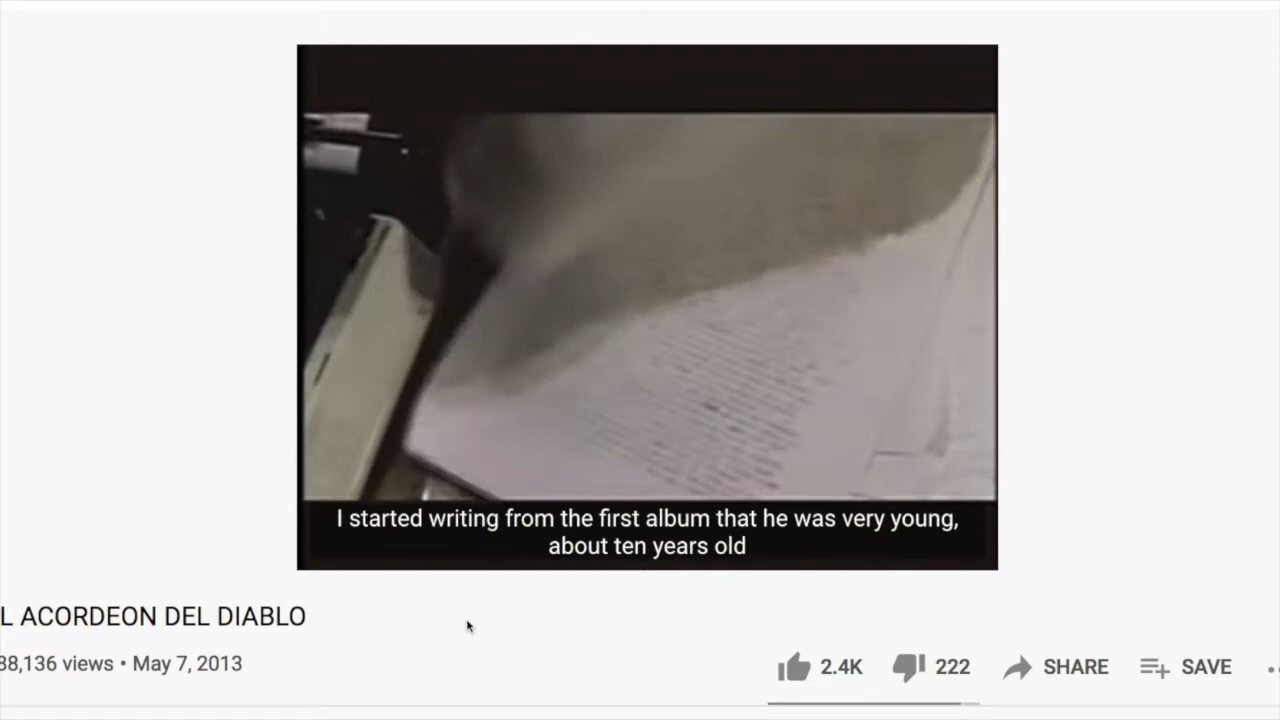 I started writing from the first album that he was very young,
about ten years old
L ACORDEON DEL DIABLO
38,136 views • May 7, 2013
2.4K
222
SHARE
SAVE